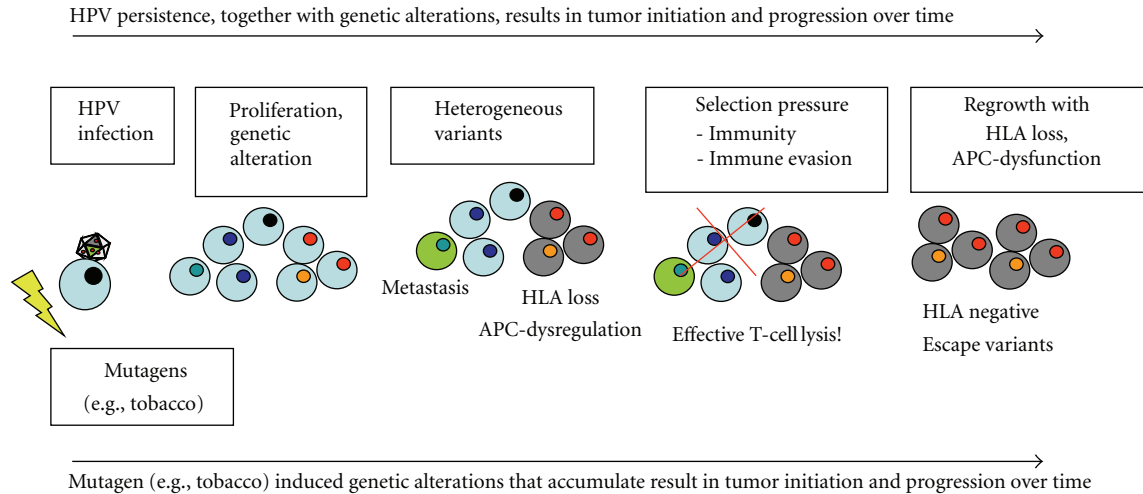 HPV persistence, together with genetic alterations, results in tumor initiation and progression over time
HPV
infection
Proliferation,
genetic
alteration
Heterogeneous
variants
Selection pressure
- Immunity
- Immune evasion
Regrowth with
HLA loss,
APC-dysfunction
Metastasis
HLA loss
APC-dysregulation
Effective T-cell lysis!
HLA negative
Escape variants
Mutagens
(e.g., tobacco)
Mutagen (e.g., tobacco) induced genetic alterations that accumulate result in tumor initiation and progression over time